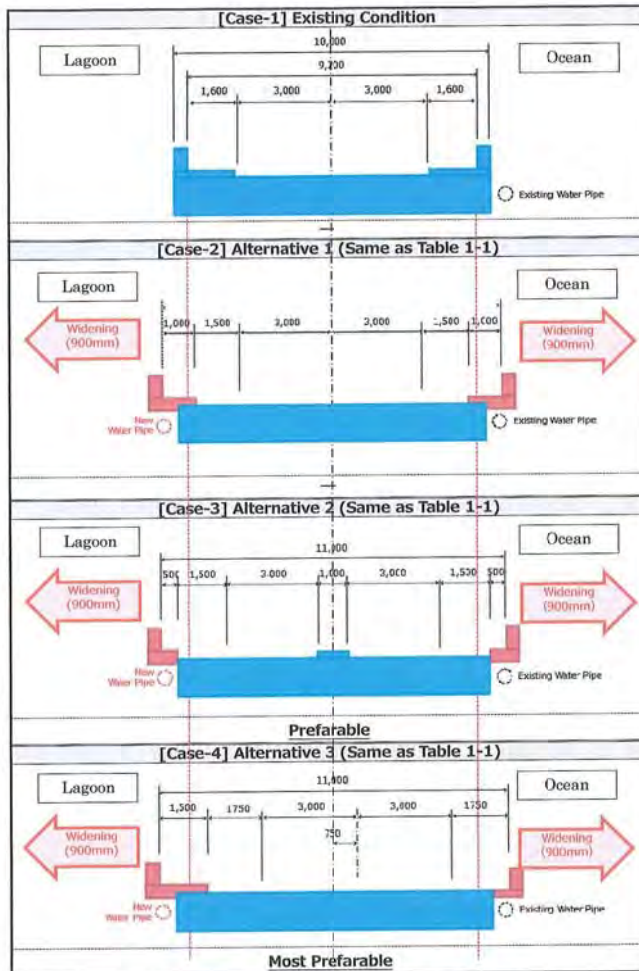 [Case-1] Existing Condition
Lagoon
Ocean
10,000
9,200
1,600 3,000 3,000 1,600
Existing Water Pipe
[Case-2] Alternative 1 (Same as Table 1-1)
Lagoon
Ocean
Widening
(900mm)
Widening
(900mm)
1,000 1,500 3,000 3,000 1,500 1,000
New
Water Pipe
Existing Water Pipe
[Case-3] Alternative 2 (Same as Table 1-1)
Lagoon
Ocean
11,000
Widening
(900mm)
Widening
(900mm)
500 1,500 3,000 1,000 3,000 1,500 500
New
Water Pipe
Existing Water Pipe
Prefarable
[Case-4] Alternative 3 (Same as Table 1-1)
Lagoon
Ocean
11,000
Widening
(900mm)
Widening
(900mm)
1,500 1750 3,000 3,000 1750
750
New
Water Pipe
Existing Water Pipe
Most Prefarable